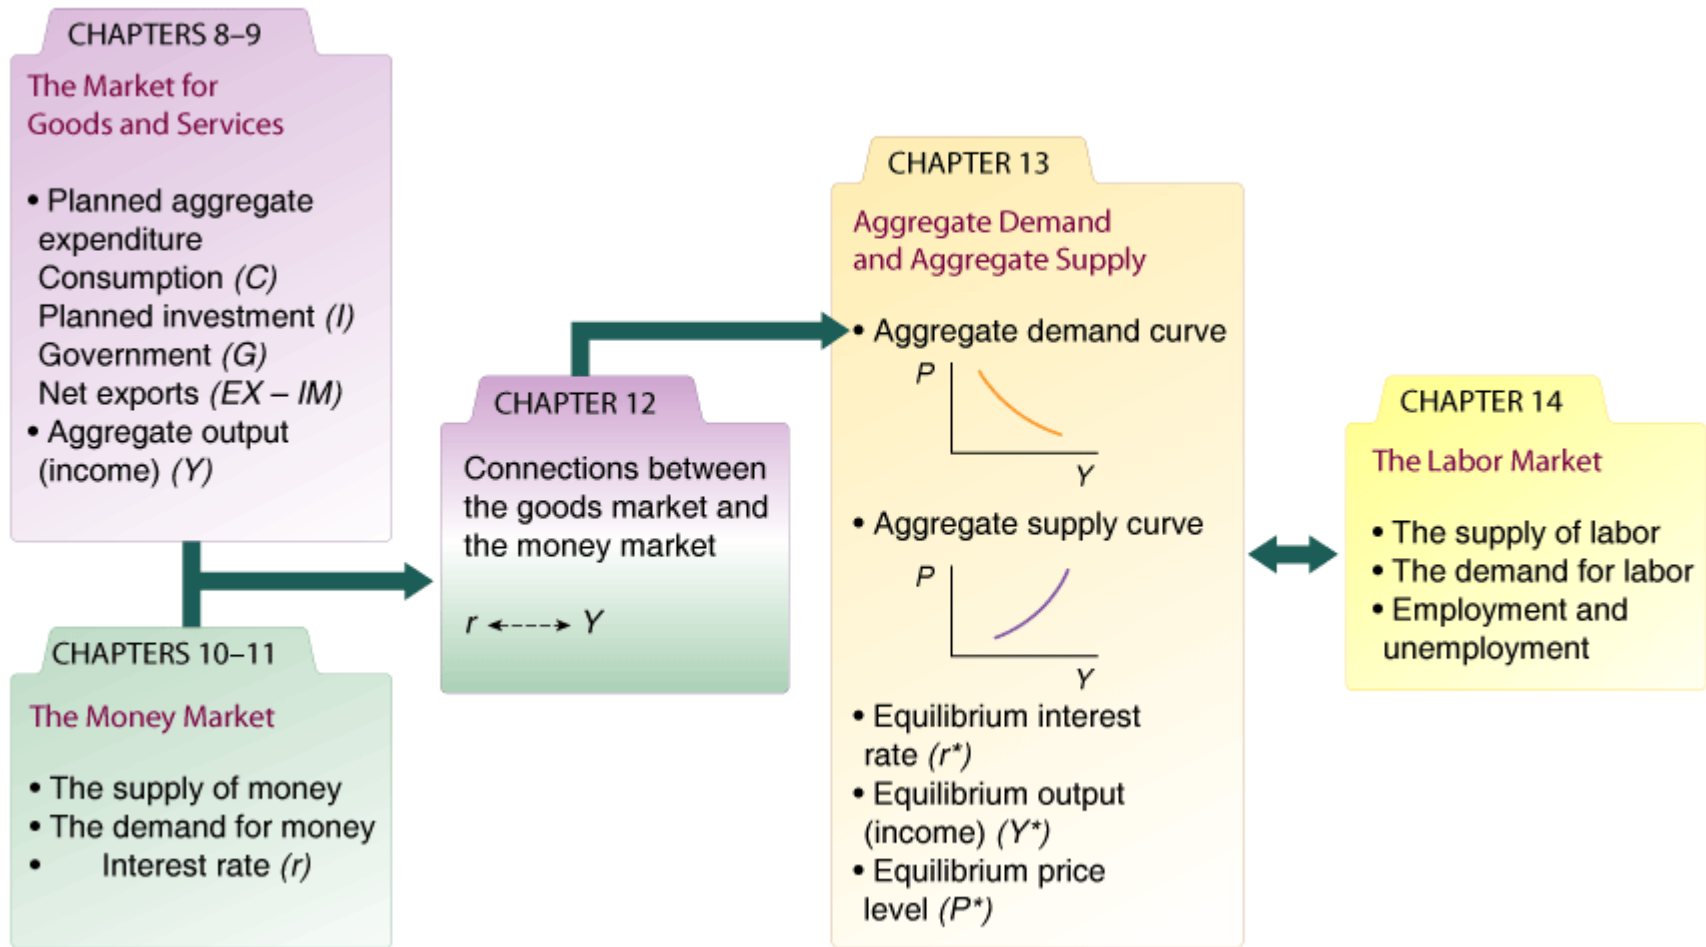 CHAPTERS 8–9
The Market for
Goods and Services
• Planned aggregate
expenditure
Consumption (C)
Planned investment (I)
Government (G)
Net exports (EX – IM)
• Aggregate output
(income) (Y)
CHAPTERS 10–11
The Money Market
• The supply of money
• The demand for money
• Interest rate (r)
CHAPTER 12
Connections between
the goods market and
the money market
r Y
CHAPTER 13
Aggregate Demand
and Aggregate Supply
• Aggregate demand curve
P
Y
• Aggregate supply curve
P
Y
• Equilibrium interest
rate (r*)
• Equilibrium output
(income) (Y*)
• Equilibrium price
level (P*)
CHAPTER 14
The Labor Market
• The supply of labor
• The demand for labor
• Employment and
unemployment